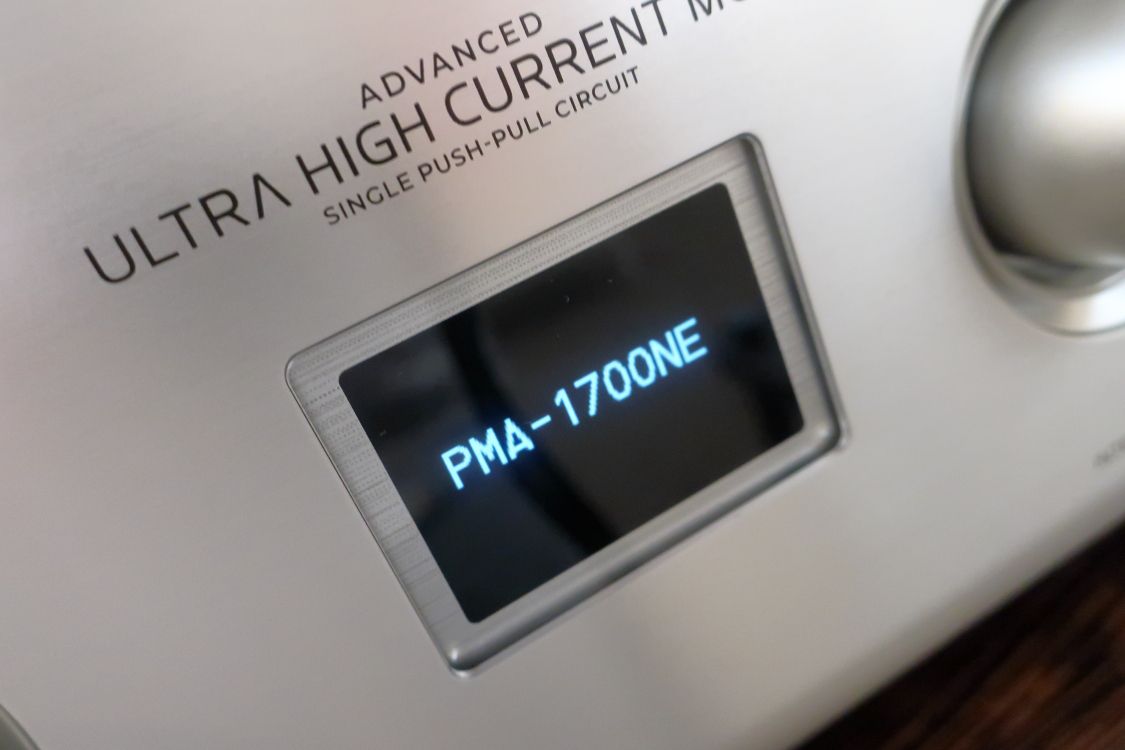 ADVANCED
ULTRA HIGH CURRENT
SINGLE PUSH-PULL CIRCUIT
PMA-1700NE